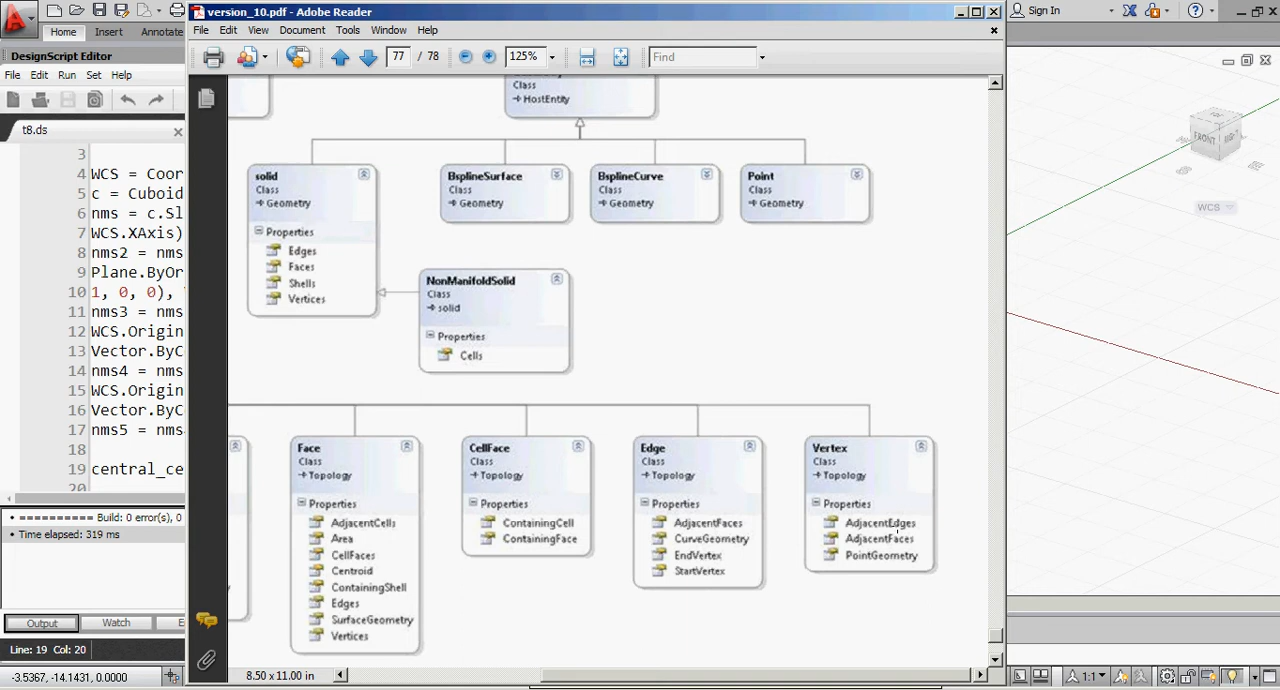 version_10.pdf - Adobe Reader
Sign In
Home Insert Annotate
File Edit View Document Tools Window Help
77 / 78 125% Find
DesignScript Editor
File Edit Run Set Help
t8.ds
3
4 WCS = Coor
5 c = Cuboid
6 nms = c.Sl
7 WCS.XAxis)
8 nms2 = nms
9 Plane.ByOr
10 1, 0, 0),
11 nms3 = nms
12 WCS.Origin
13 Vector.ByC
14 nms4 = nms
15 WCS.Origin
16 Vector.ByC
17 nms5 = nms
18
19 central_ce
20
========== Build: 0 error(s), 0
Time elapsed: 319 ms
Output Watch E
Line: 19 Col: 20
-3.5367, -14.1431, 0.0000
Class
HostEntity
solid
Class
Geometry
Properties
Edges
Faces
Shells
Vertices
BsplineSurface
Class
Geometry
BsplineCurve
Class
Geometry
Point
Class
Geometry
NonManifoldSolid
Class
solid
Properties
Cells
Face
Class
Topology
Properties
AdjacentCells
Area
CellFaces
Centroid
ContainingShell
Edges
SurfaceGeometry
Vertices
CellFace
Class
Topology
Properties
ContainingCell
ContainingFace
Edge
Class
Topology
Properties
AdjacentFaces
CurveGeometry
EndVertex
StartVertex
Vertex
Class
Topology
Properties
AdjacentEdges
AdjacentFaces
PointGeometry
8.50 x 11.00 in
FRONT
WCS
1:1